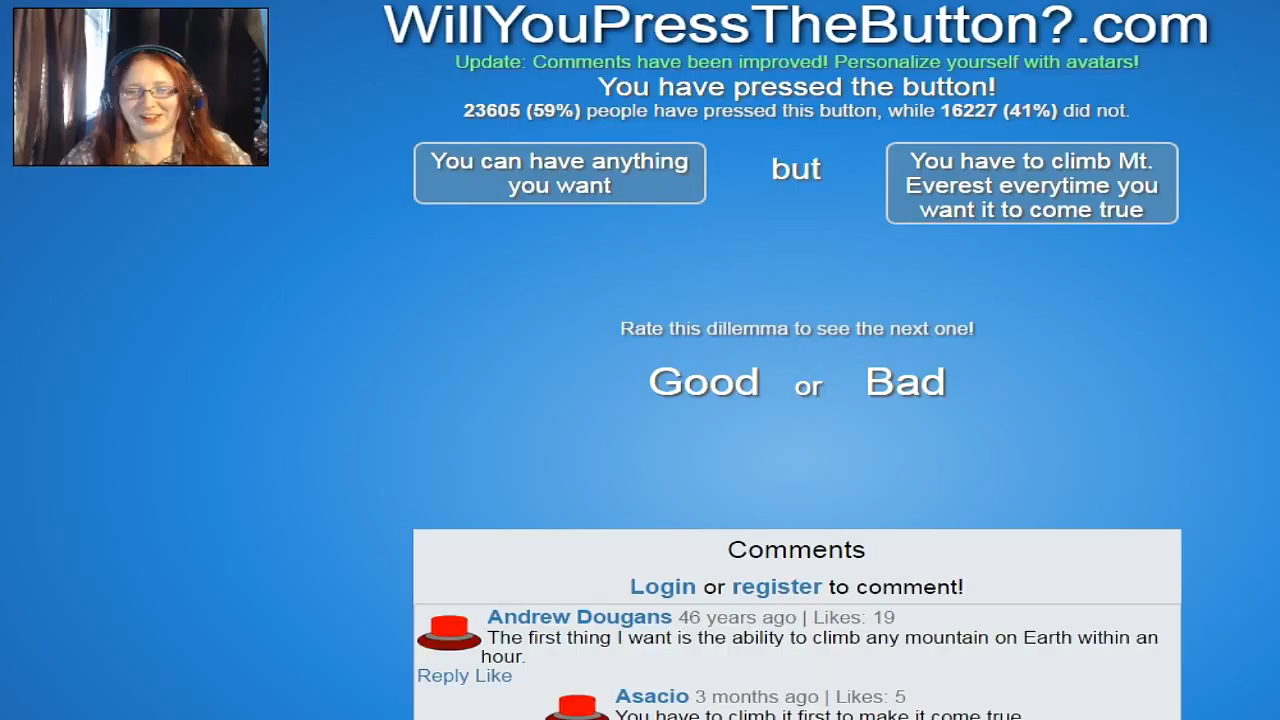 WillYouPressTheButton?.com
Update: Comments have been improved! Personalize yourself with avatars!
You have pressed the button!
23605 (59%) people have pressed this button, while 16227 (41%) did not.
You can have anything
you want
but
You have to climb Mt.
Everest everytime you
want it to come true
Rate this dillemma to see the next one!
Good or Bad
Comments
Login or register to comment!
Andrew Dougans 46 years ago | Likes: 19
The first thing I want is the ability to climb any mountain on Earth within an
hour.
Reply Like
Asacio 3 months ago | Likes: 5
You have to climb it first to make it come true